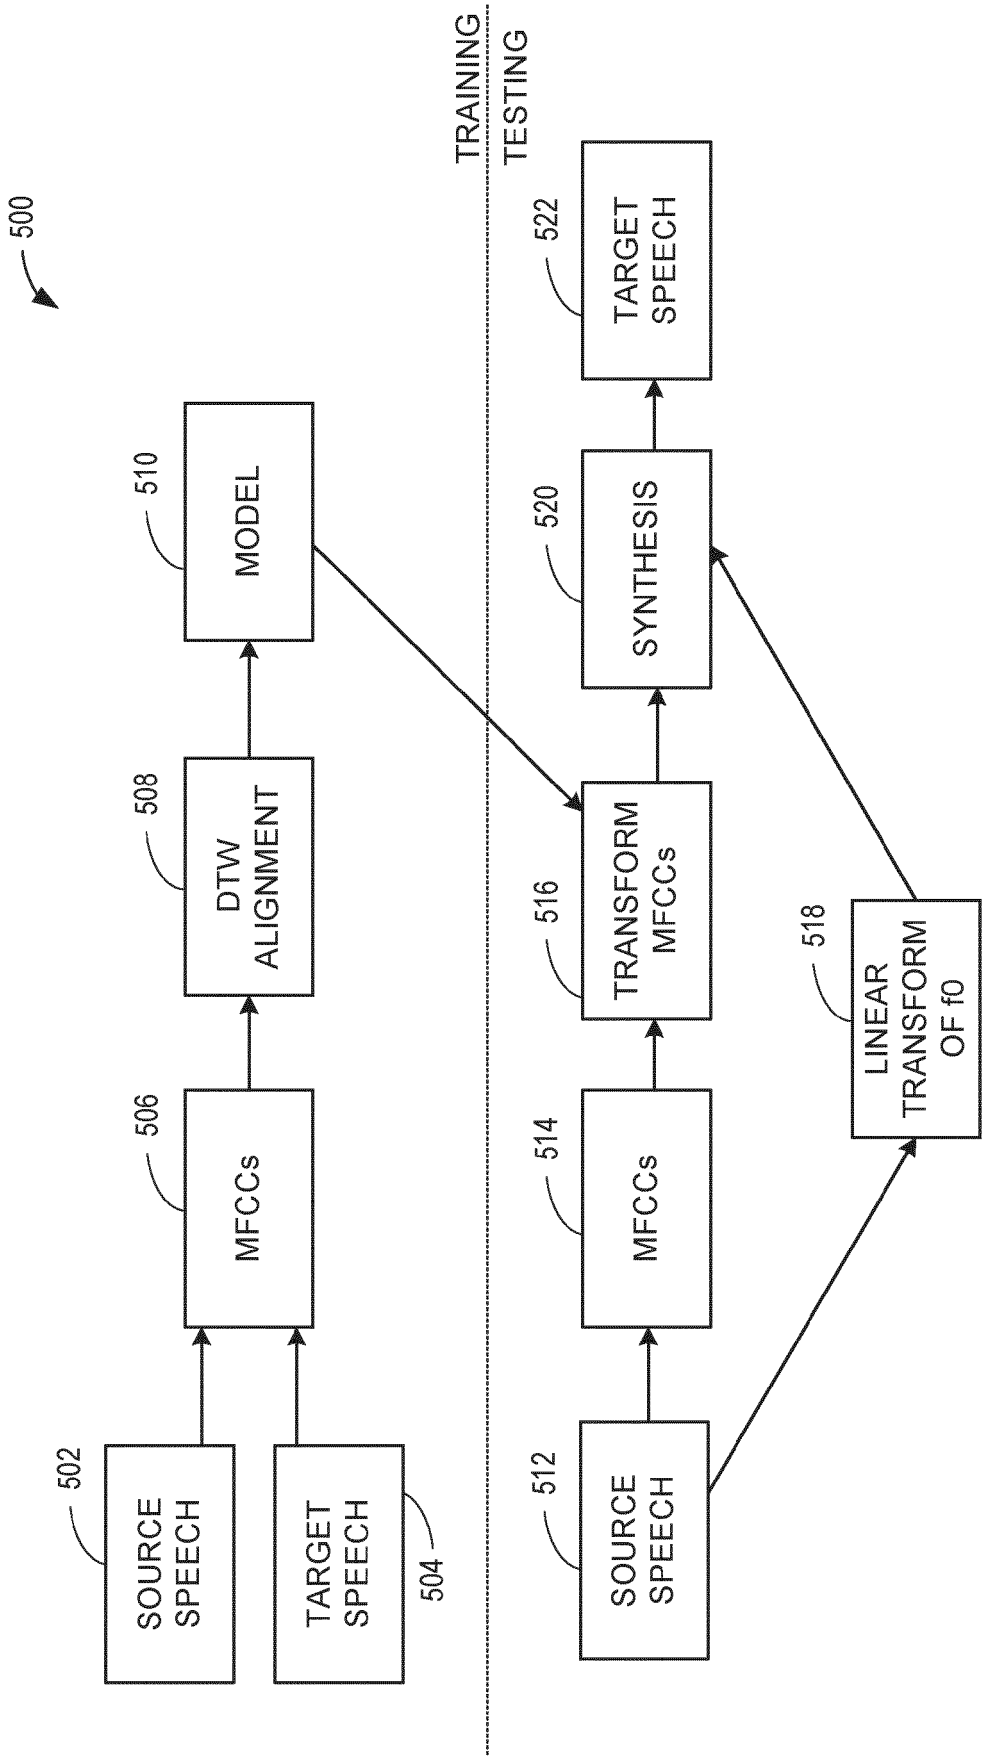 500
502
SOURCE
SPEECH
TARGET
SPEECH
504
506
MFCCs
508
DTW
ALIGNMENT
510
MODEL
TRAINING
TESTING
512
SOURCE
SPEECH
514
MFCCs
516
TRANSFORM
MFCCs
518
LINEAR
TRANSFORM
OF f0
520
SYNTHESIS
522
TARGET
SPEECH